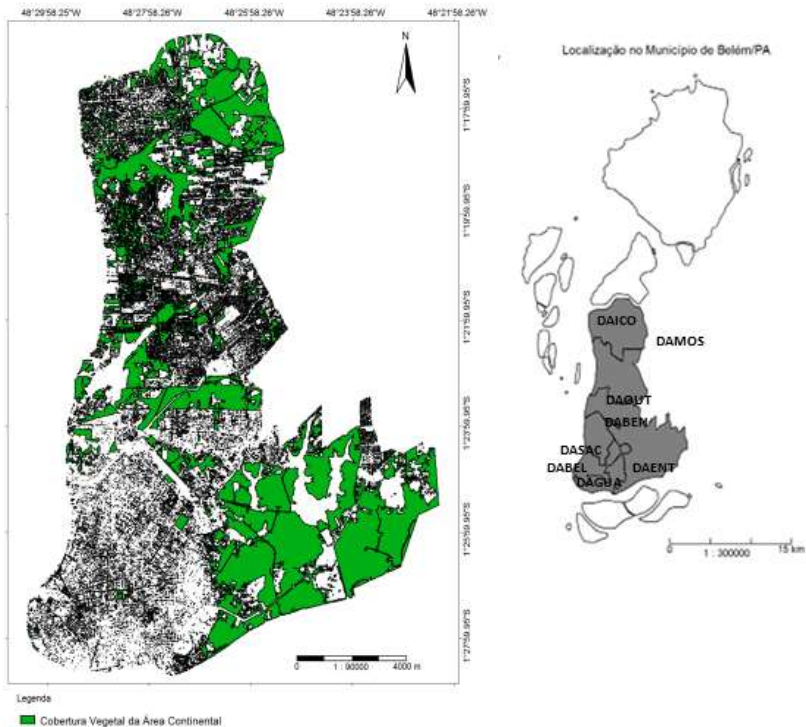 48°29'58.25"W 48°27'58.26"W 48°25'58.26"W 48°23'58.26"W 48°21'58.26"W
N
1°17'59.95"S
1°19'59.95"S
1°21'59.95"S
1°23'59.95"S
1°25'59.95"S
1°27'59.95"S
0 1 : 90000 4000 m
Legenda
Cobertura Vegetal da Área Continental
Localização no Município de Belém/PA
DAICO
DAMOS
DAOUT
DABEN
DASAC
DABEL DAENT
DAGUA
0 1 : 300000 15 km